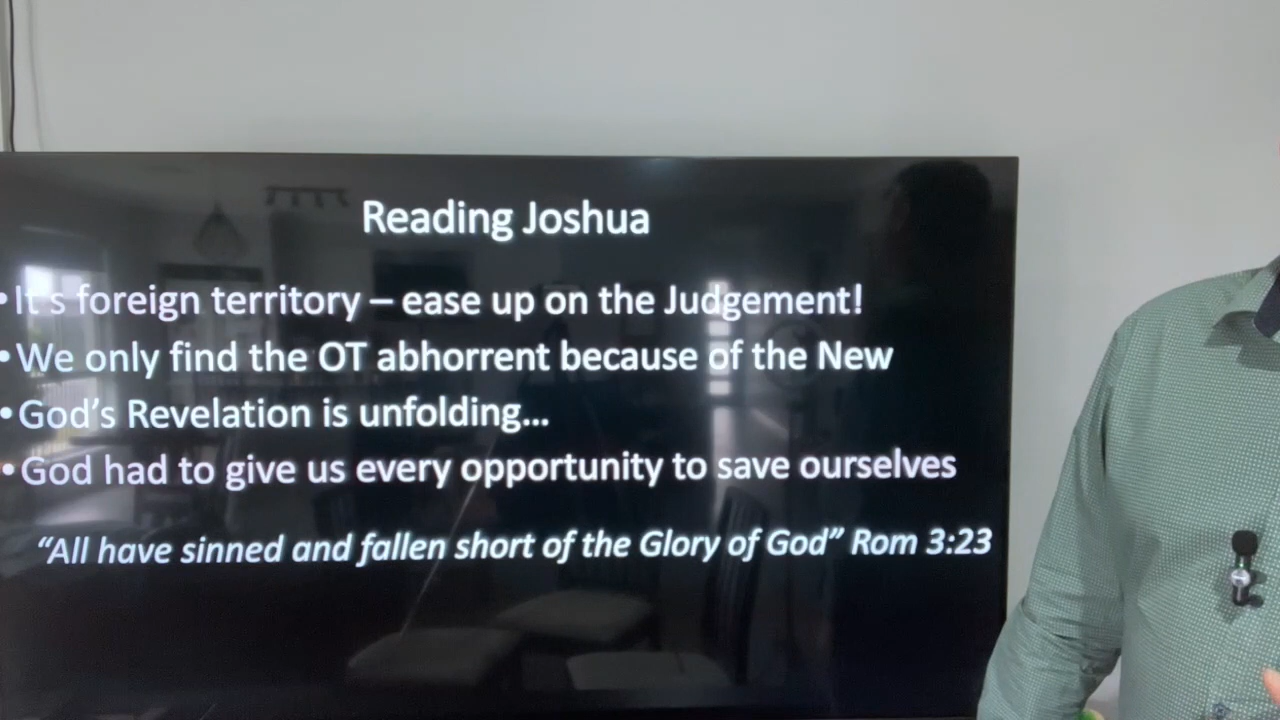 Reading Joshua
•It's foreign territory – ease up on the Judgement!
•We only find the OT abhorrent because of the New
•God's Revelation is unfolding...
•God had to give us every opportunity to save ourselves
“All have sinned and fallen short of the Glory of God” Rom 3:23